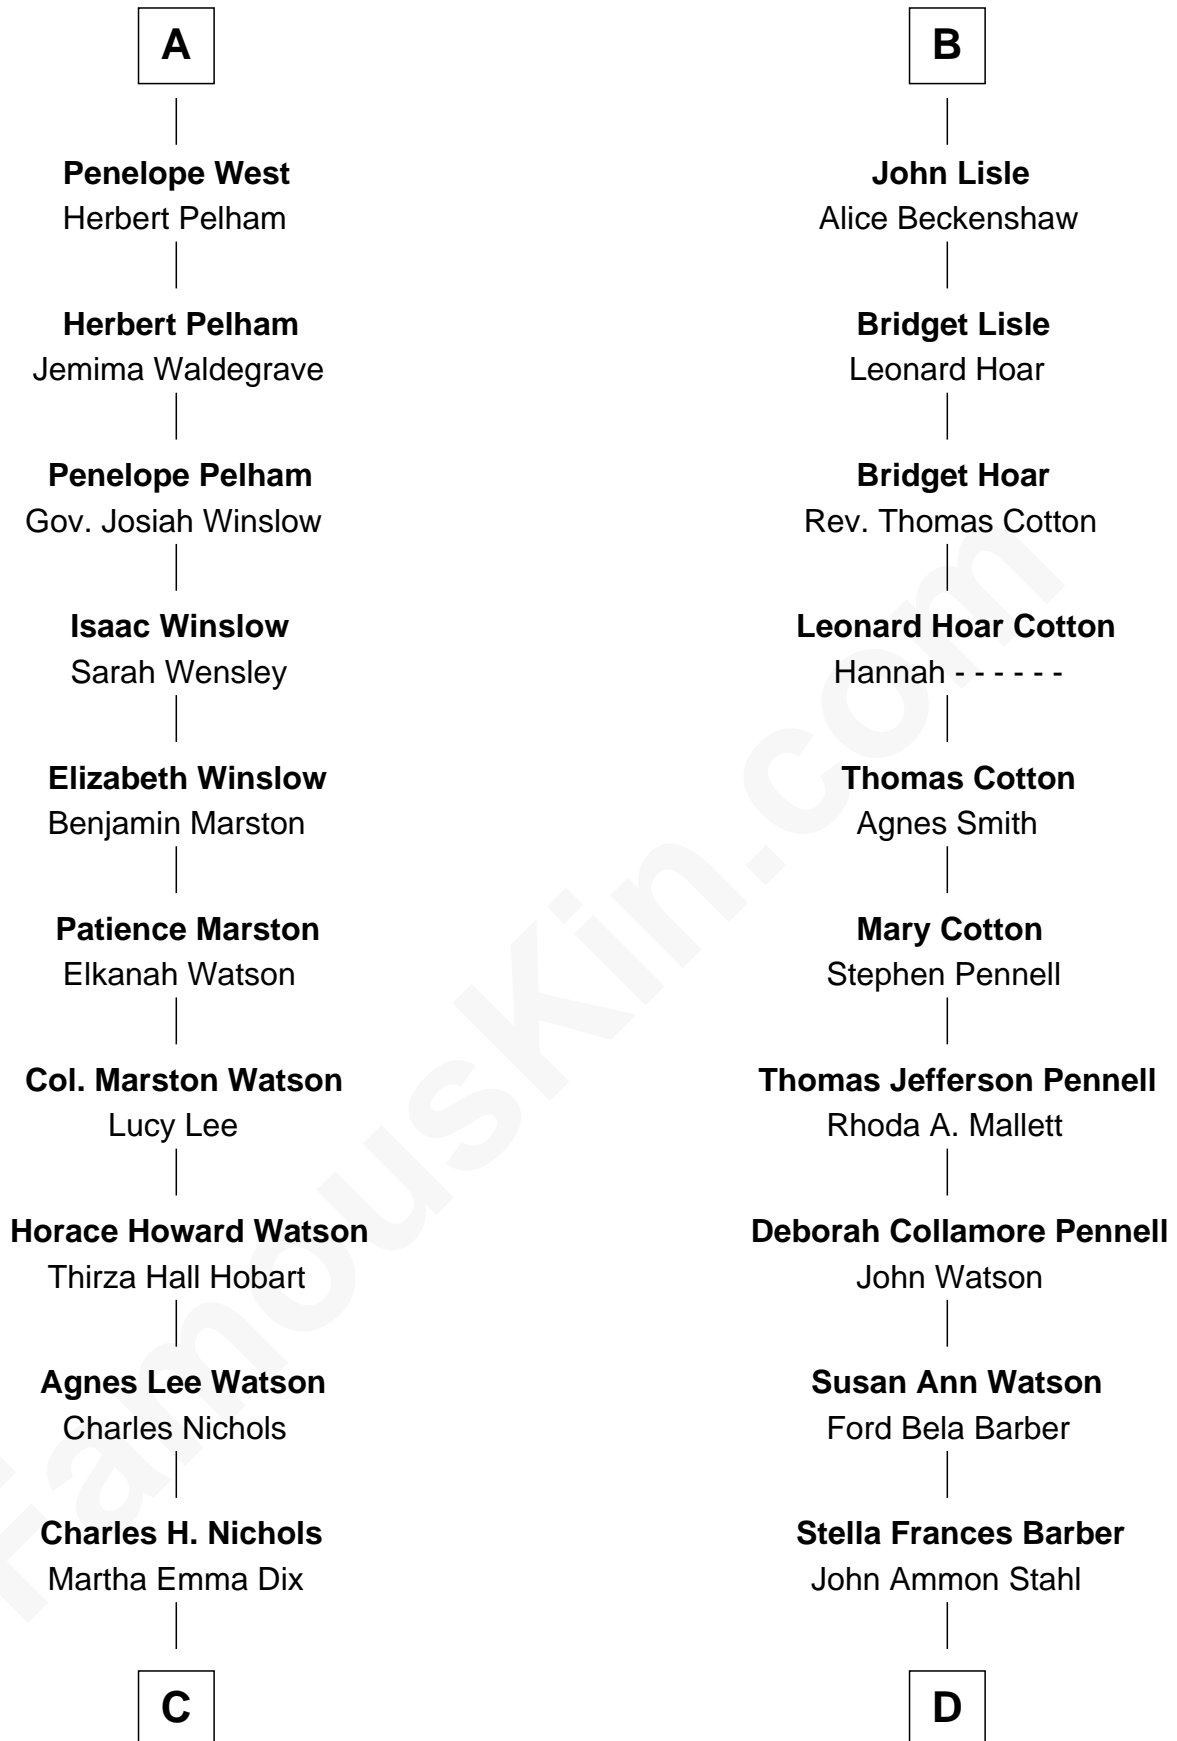 A
Penelope West
Herbert Pelham
Herbert Pelham
Jemima Waldegrave
Penelope Pelham
Gov. Josiah Winslow
Isaac Winslow
Sarah Wensley
Elizabeth Winslow
Benjamin Marston
Patience Marston
Elkanah Watson
Col. Marston Watson
Lucy Lee
Horace Howard Watson
Thirza Hall Hobart
Agnes Lee Watson
Charles Nichols
Charles H. Nichols
Martha Emma Dix
C
B
John Lisle
Alice Beckenshaw
Bridget Lisle
Leonard Hoar
Bridget Hoar
Rev. Thomas Cotton
Leonard Hoar Cotton
Hannah - - - - - -
Thomas Cotton
Agnes Smith
Mary Cotton
Stephen Pennell
Thomas Jefferson Pennell
Rhoda A. Mallett
Deborah Collamore Pennell
John Watson
Susan Ann Watson
Ford Bela Barber
Stella Frances Barber
John Ammon Stahl
D
FamousKin.com